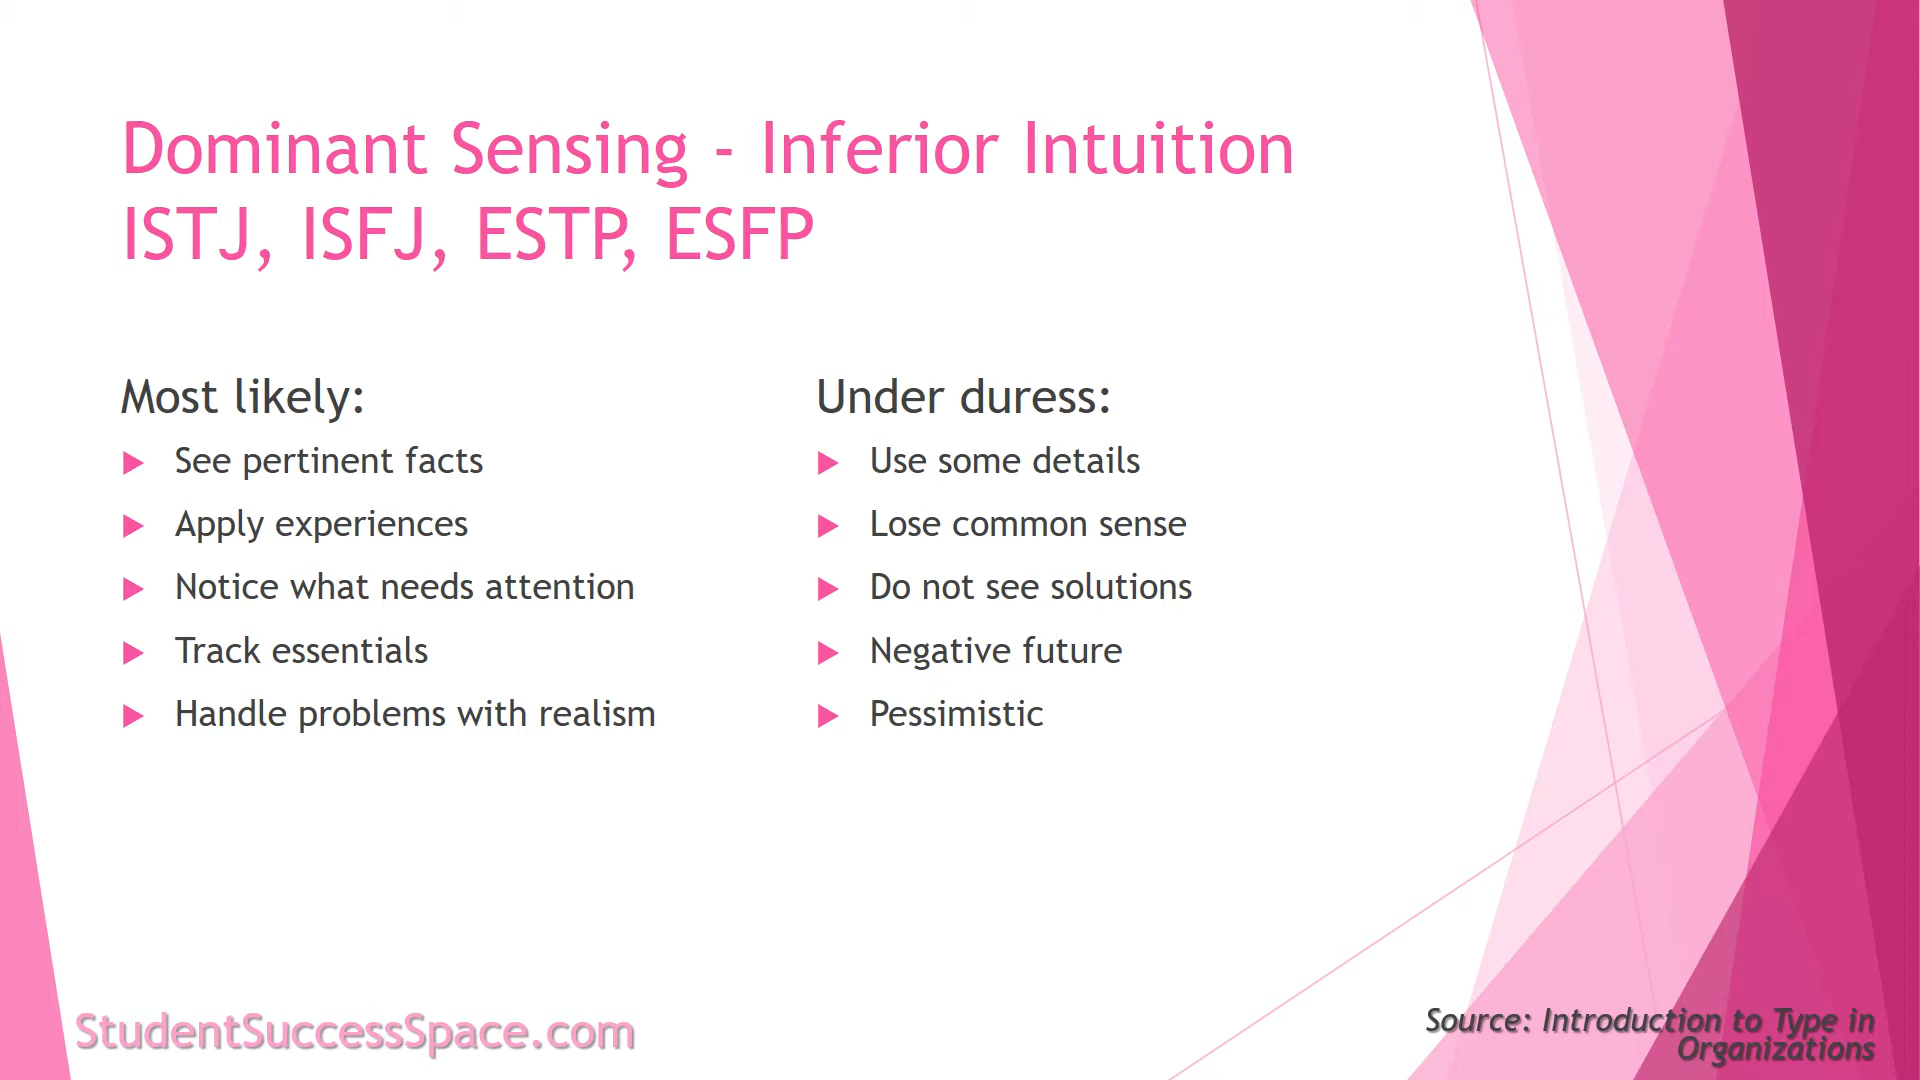 Dominant Sensing - Inferior Intuition
ISTJ, ISFJ, ESTP, ESFP
Most likely:
See pertinent facts
Apply experiences
Notice what needs attention
Track essentials
Handle problems with realism
Under duress:
Use some details
Lose common sense
Do not see solutions
Negative future
Pessimistic
StudentSuccessSpace.com
Source: Introduction to Type in
Organizations